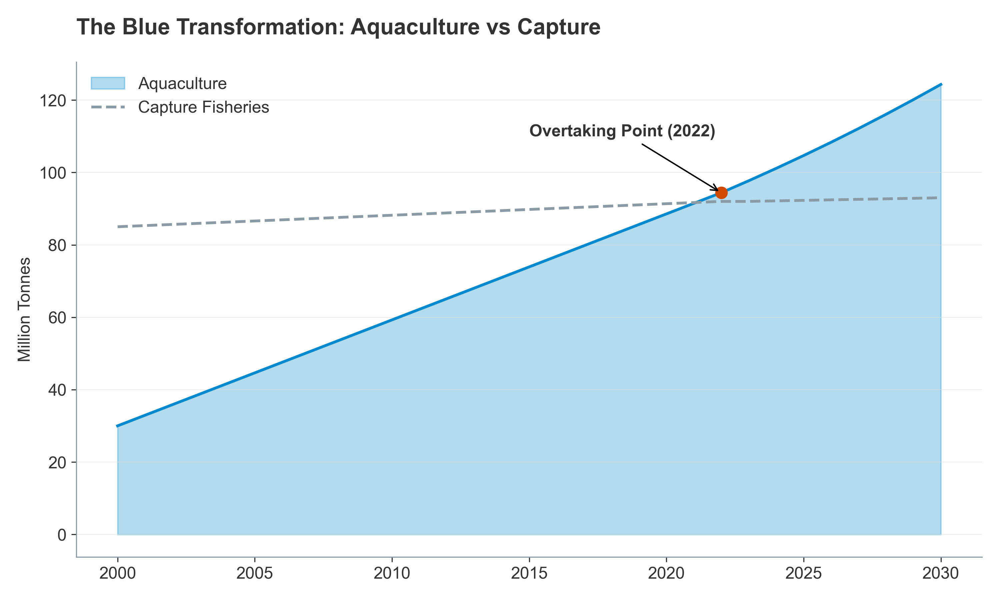 The Blue Transformation: Aquaculture vs Capture
Aquaculture
Capture Fisheries
Overtaking Point (2022)
Million Tonnes
120
100
80
60
40
20
0
2000 2005 2010 2015 2020 2025 2030